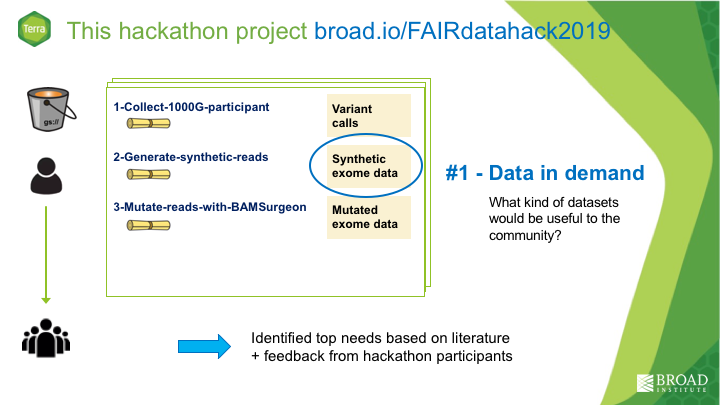 Terra
This hackathon project broad.io/FAIRdatahack2019
gs://
1-Collect-1000G-participant
Variant
calls
2-Generate-synthetic-reads
Synthetic
exome data
3-Mutate-reads-with-BAMSurgeon
Mutated
exome data
#1 - Data in demand
What kind of datasets
would be useful to the
community?
Identified top needs based on literature
+ feedback from hackathon participants
BROAD
INSTITUTE